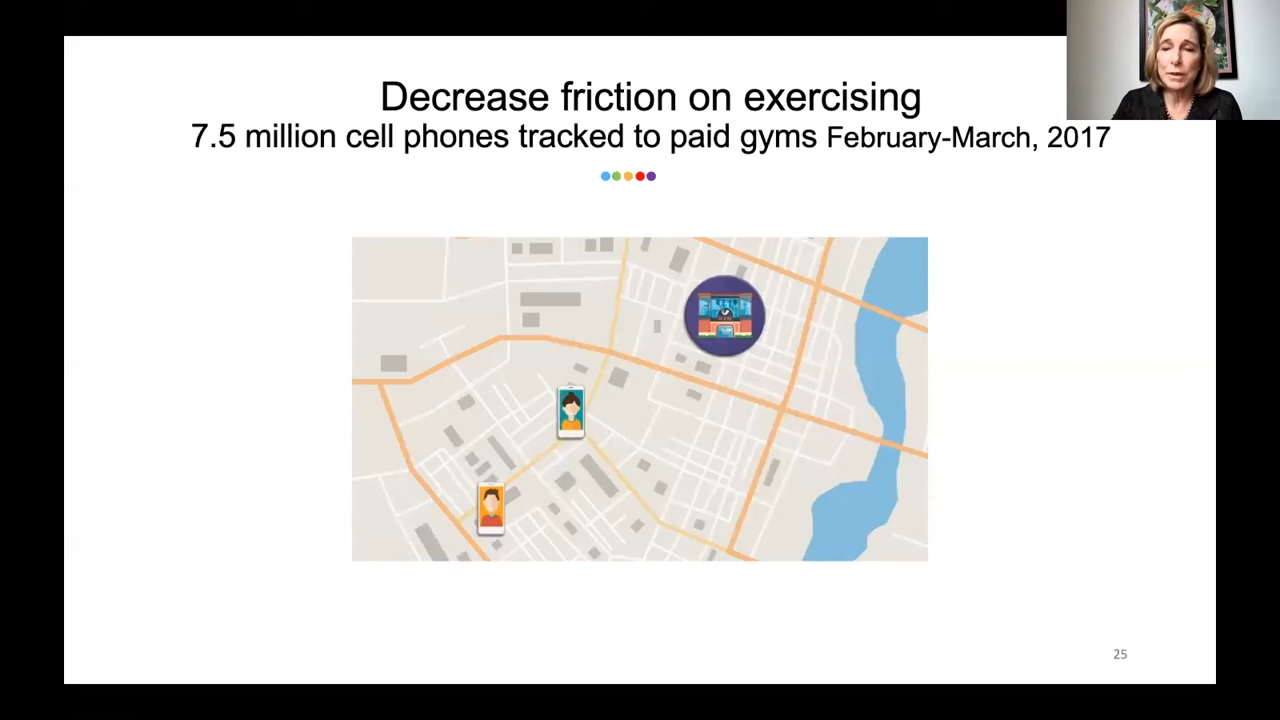 Decrease friction on exercising
7.5 million cell phones tracked to paid gyms February-March, 2017
25